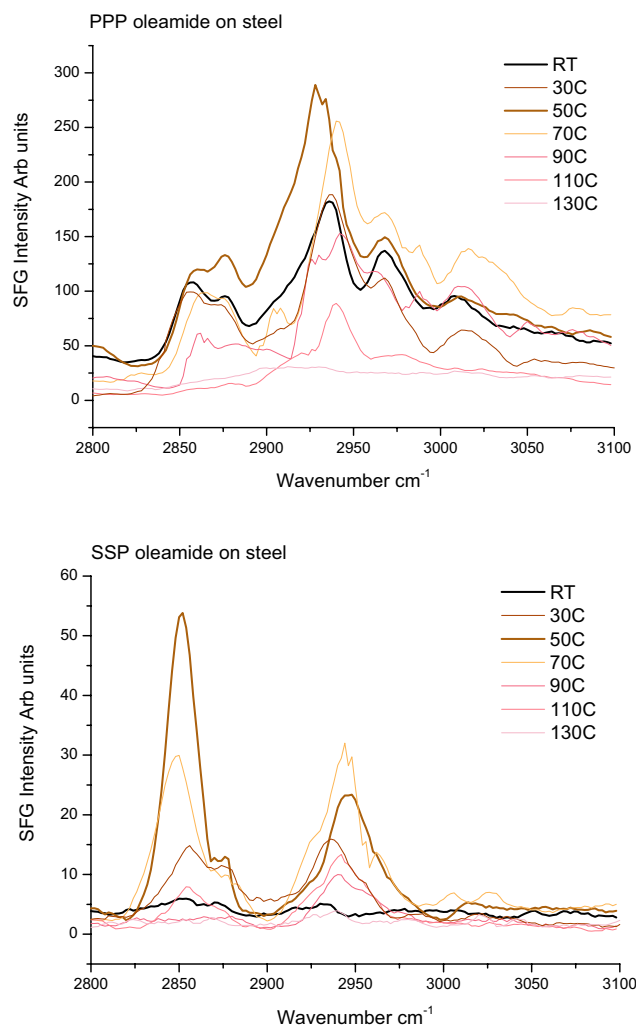 PPP oleamide on steel
300
250
200
150
100
50
0
SFG Intensity Arb units
RT
30C
50C
70C
90C
110C
130C
2800 2850 2900 2950 3000 3050 3100
Wavenumber cm⁻¹
SSP oleamide on steel
60
50
40
30
20
10
0
SFG Intensity Arb units
RT
30C
50C
70C
90C
110C
130C
2800 2850 2900 2950 3000 3050 3100
Wavenumber cm⁻¹